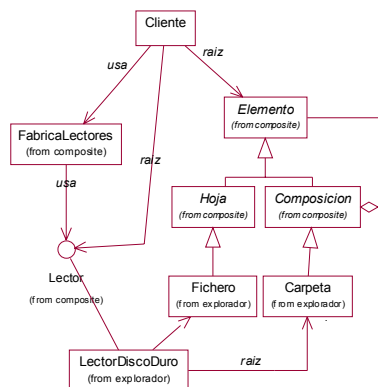 Cliente
usa
raiz
raiz
Elemento
(from composite)
FabricaLectores
(from composite)
usa
Hoja
(from composite)
Composicion
(from composite)
Lector
(from composite)
Fichero
(from explorador)
Carpeta
(from explorador)
LectorDiscoDuro
(from explorador)
raiz